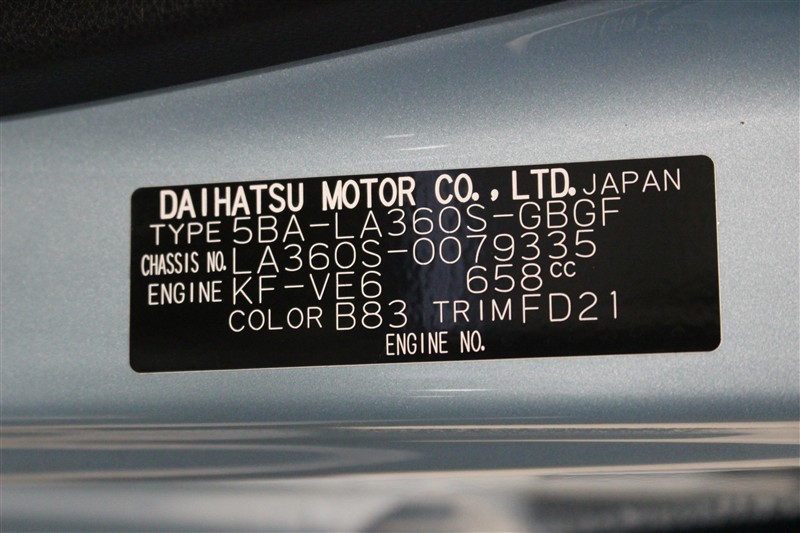 DAIHATSU MOTOR CO., LTD. JAPAN
TYPE 5BA-LA360S-GBGF
CHASSIS NO. LA360S-0079335
ENGINE KF-VE6 658cc
COLOR B83 TRIM FD21
ENGINE NO.